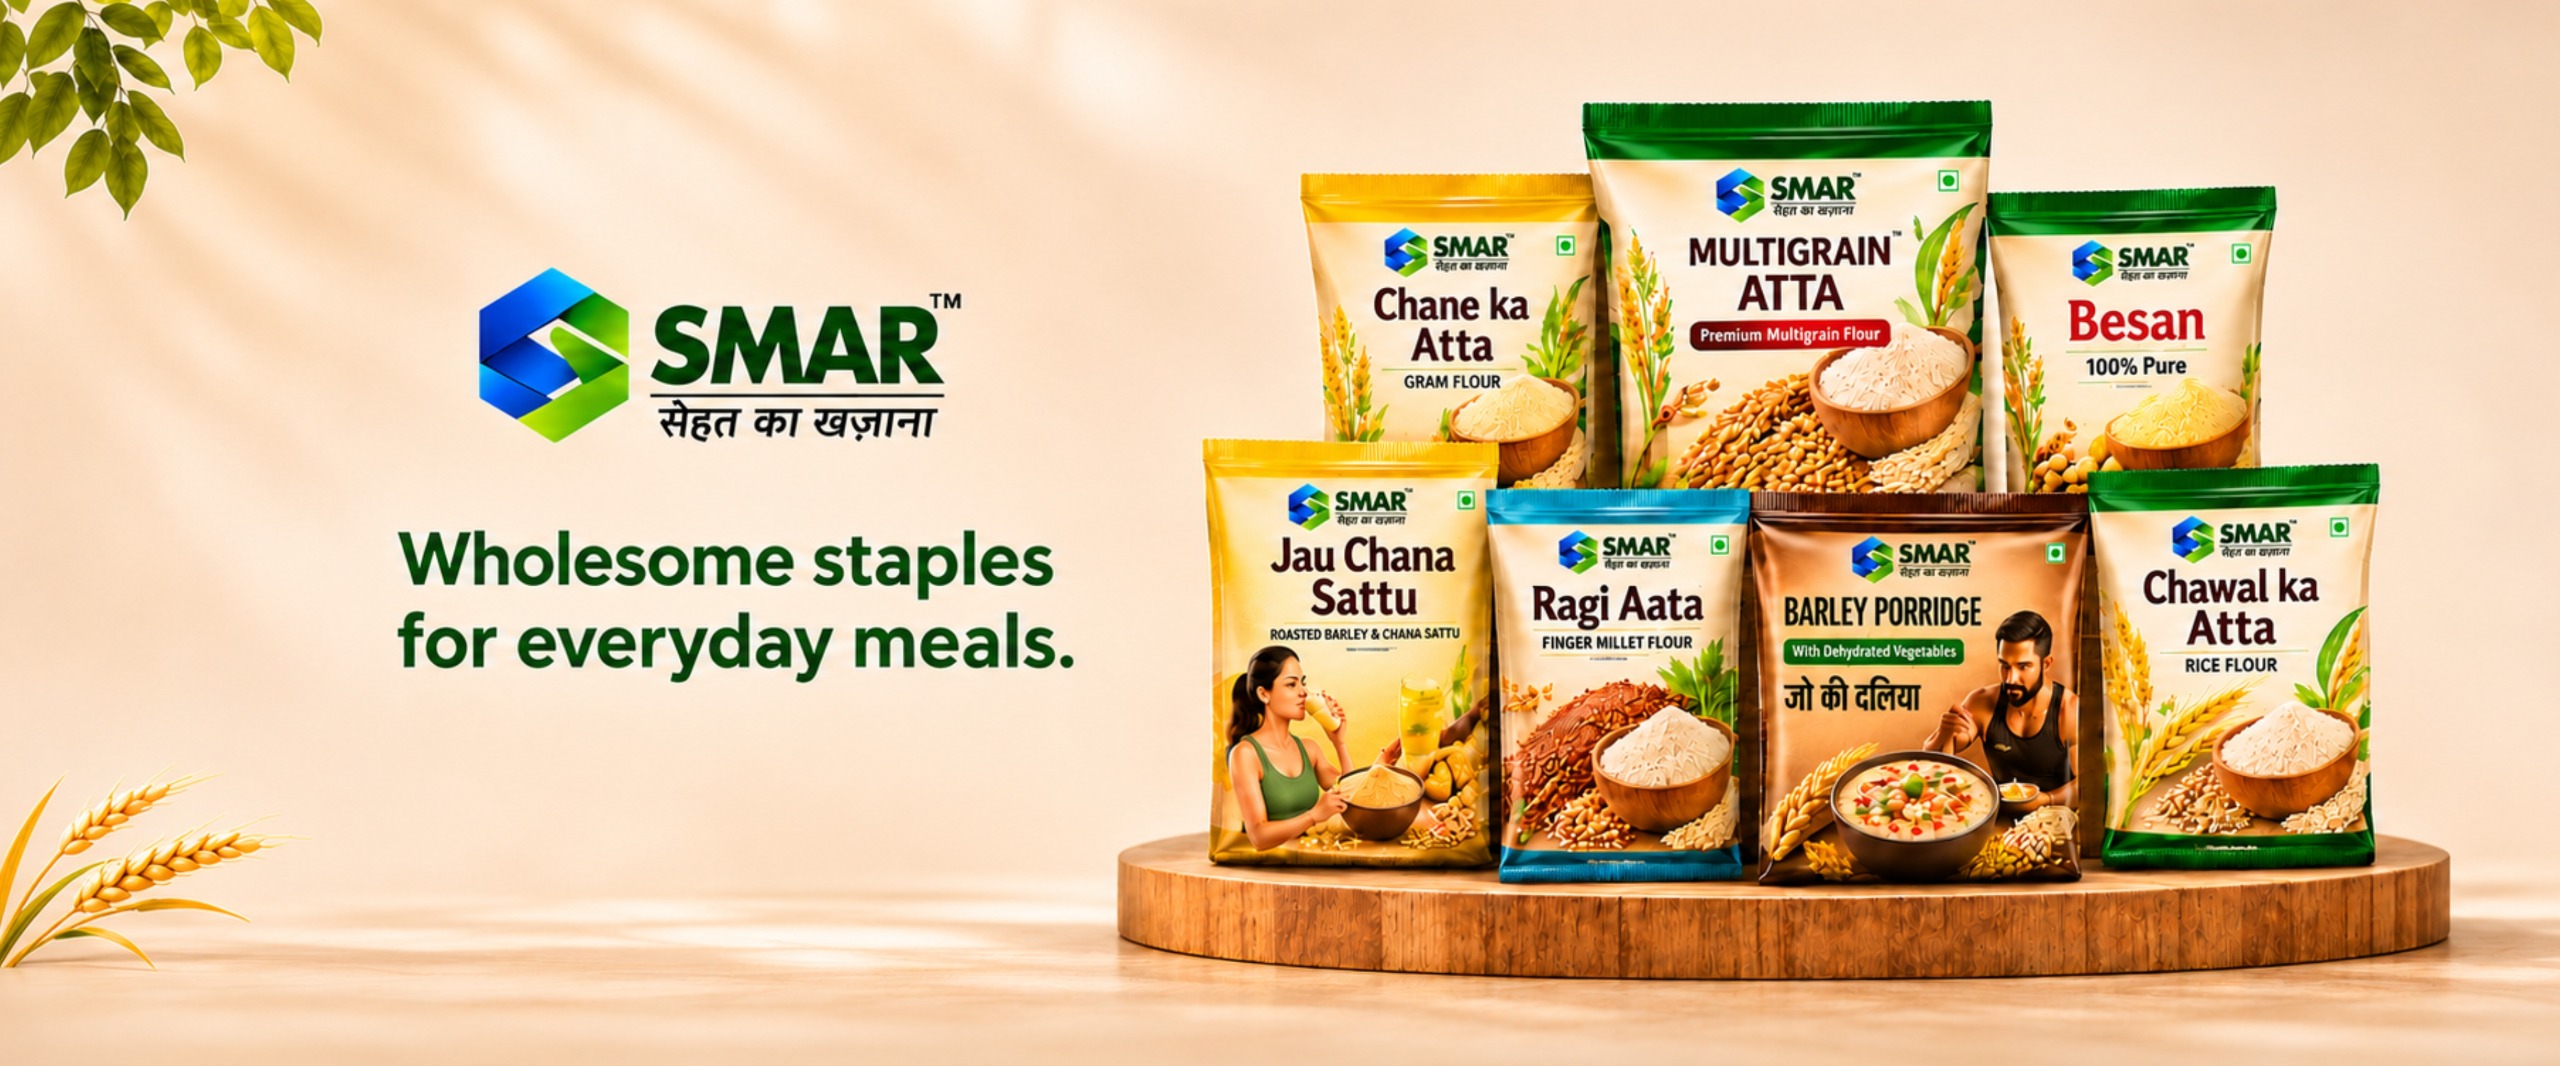 SMAR™
सेहत का खज़ाना
Wholesome staples
for everyday meals.
SMAR™
सेहत का खज़ाना
Chane ka
Atta
GRAM FLOUR
SMAR™
सेहत का खज़ाना
MULTIGRAIN™
ATTA
Premium Multigrain Flour
SMAR™
सेहत का खज़ाना
Besan
100% Pure
SMAR™
सेहत का खज़ाना
Jau Chana
Sattu
ROASTED BARLEY & CHANA SATTU
SMAR™
सेहत का खज़ाना
Ragi Aata
FINGER MILLET FLOUR
SMAR™
सेहत का खज़ाना
BARLEY PORRIDGE
With Dehydrated Vegetables
जो की दलिया
SMAR™
सेहत का खज़ाना
Chawal ka
Atta
RICE FLOUR